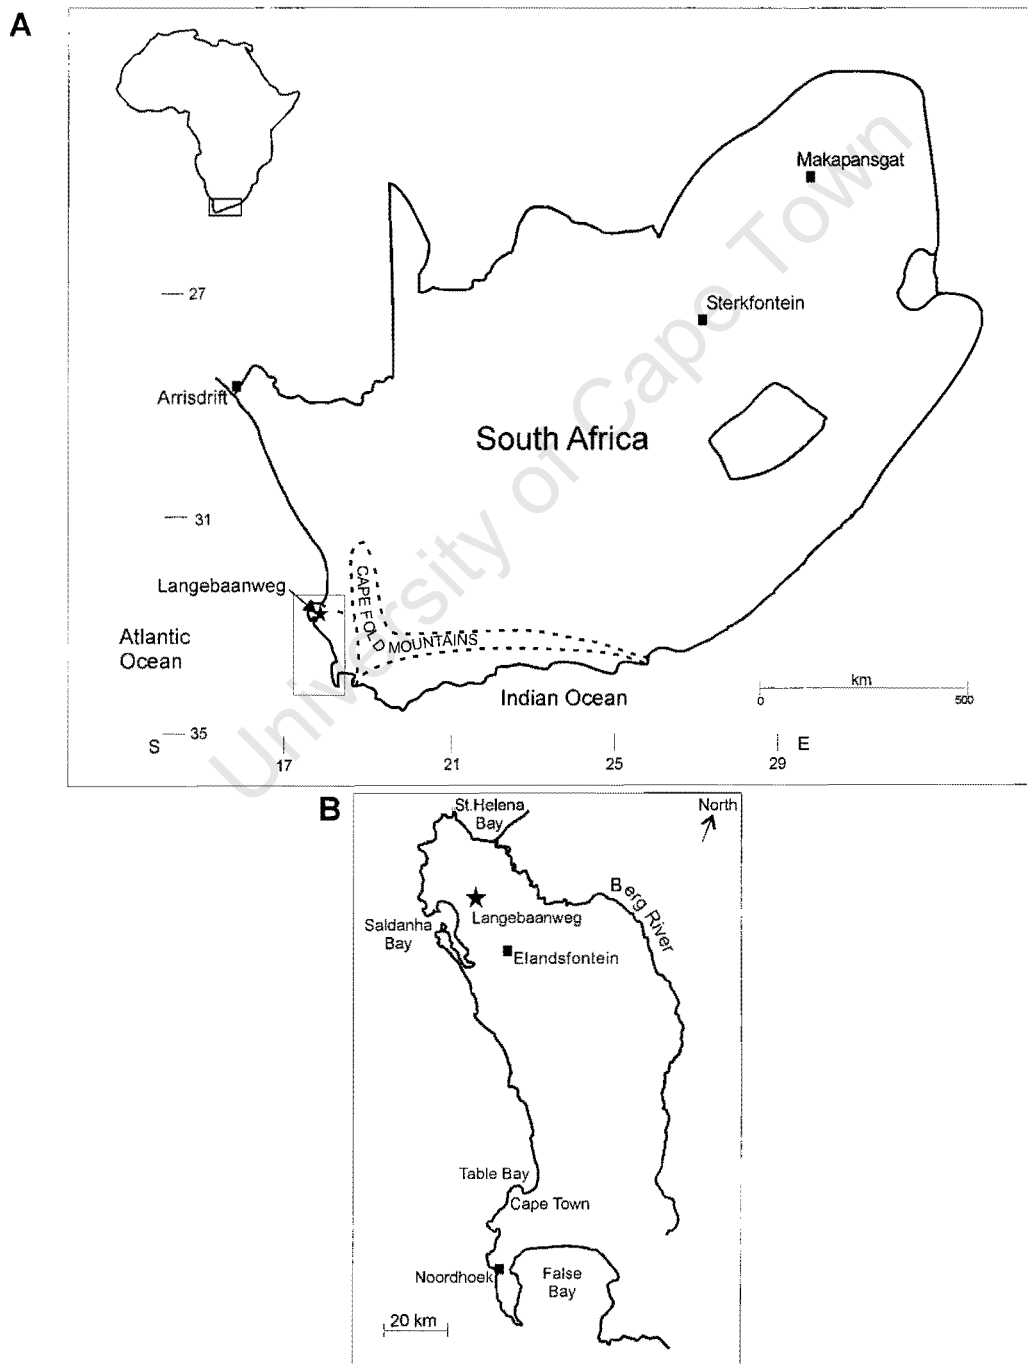 A
Makapansgat
27
Sterkfontein
Arrisdrift
South Africa
31
Langebaanweg
CAPE FOLD
MOUNTAINS
Atlantic
Ocean
Indian Ocean
km
0
500
S
35
17
21
25
29
E
University of Cape Town
B
St.Helena
Bay
North
Berg River
Langebaanweg
Saldanha
Bay
Elandsfontein
Table Bay
Cape Town
Noordhoek
False
Bay
20 km